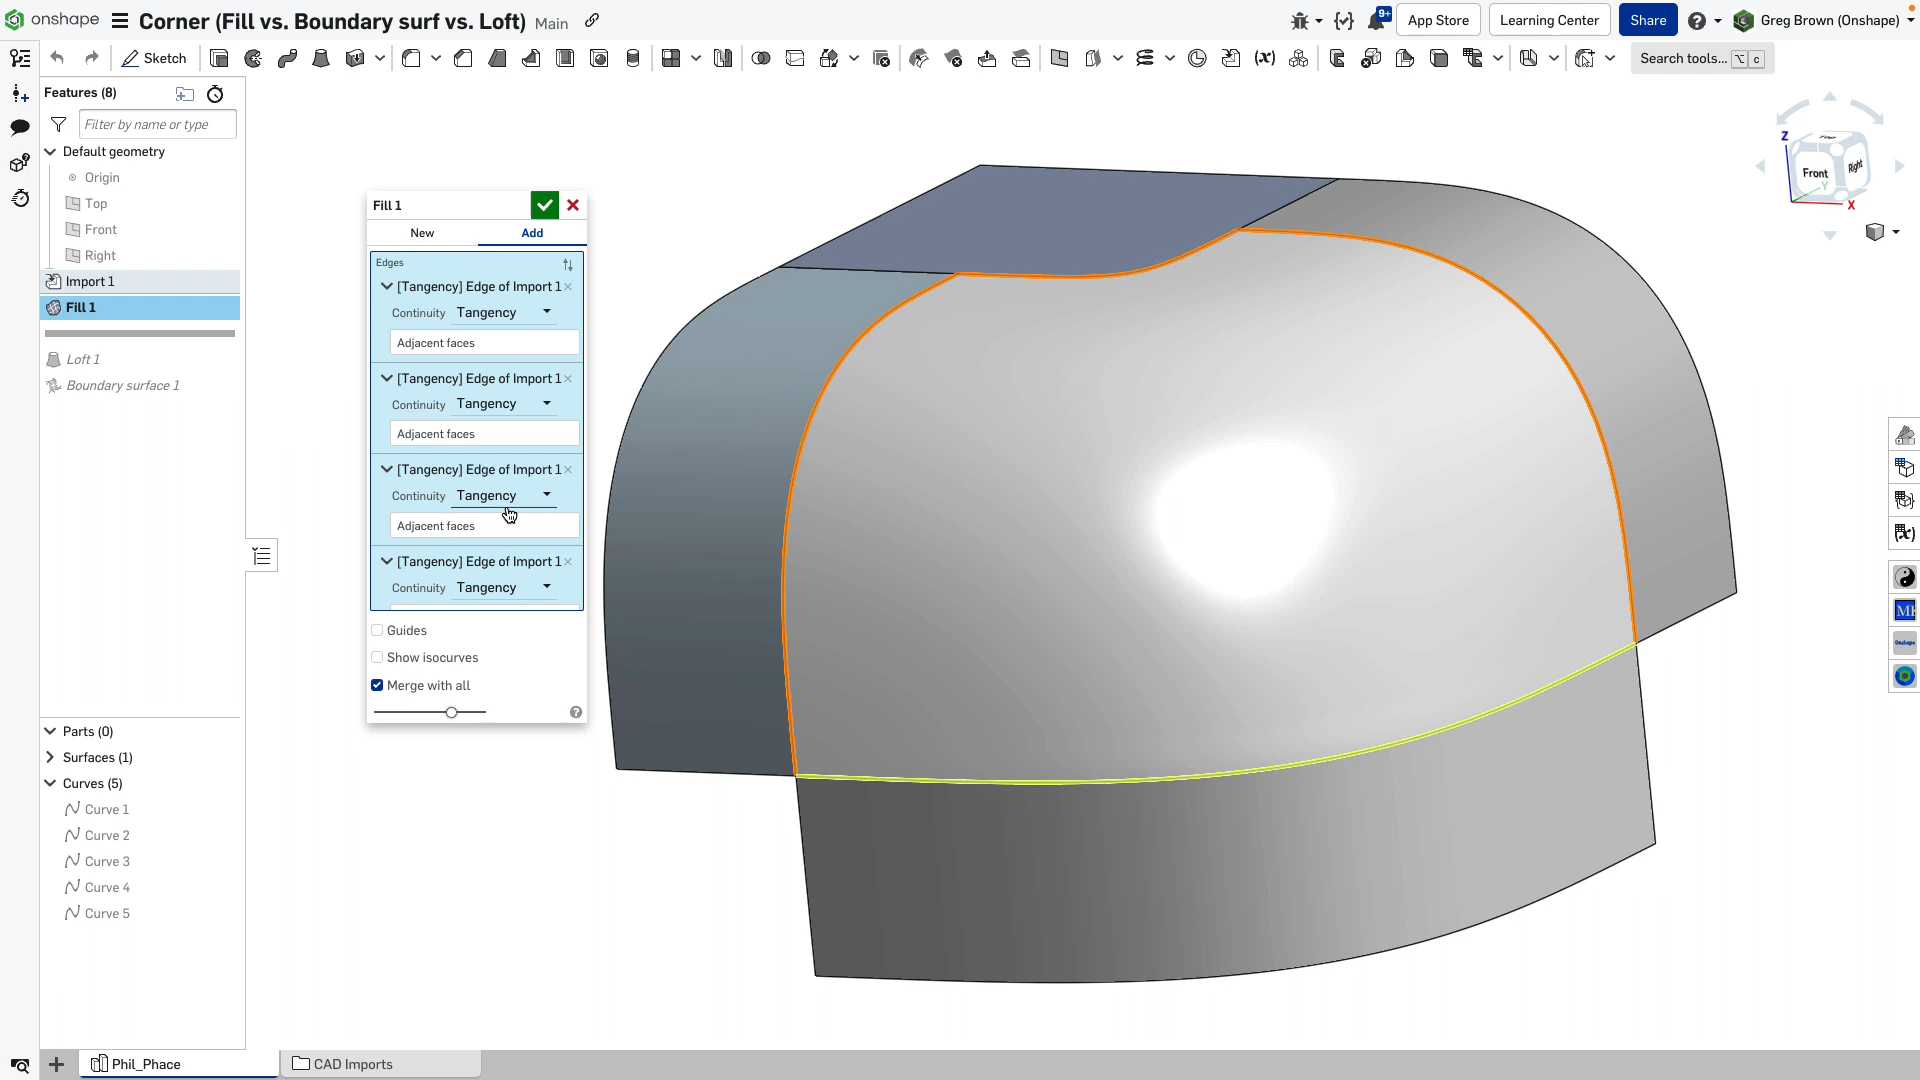 onshape Corner (Fill vs. Boundary surf vs. Loft) Main 9+ App Store Learning Center Share Greg Brown (Onshape)
Sketch (x) Search tools... ⌥ c
Features (8)
Filter by name or type
Default geometry
Origin
Top
Front
Right
Import 1
Fill 1
Loft 1
Boundary surface 1
Parts (0)
Surfaces (1)
Curves (5)
Curve 1
Curve 2
Curve 3
Curve 4
Curve 5
Fill 1
New Add
Edges
[Tangency] Edge of Import 1
Continuity Tangency
Adjacent faces
[Tangency] Edge of Import 1
Continuity Tangency
Adjacent faces
[Tangency] Edge of Import 1
Continuity Tangency
Adjacent faces
[Tangency] Edge of Import 1
Continuity Tangency
Guides
Show isocurves
Merge with all
Z
Top
Front Right
Y
X
(x)
Onshape
Phil_Phace CAD Imports